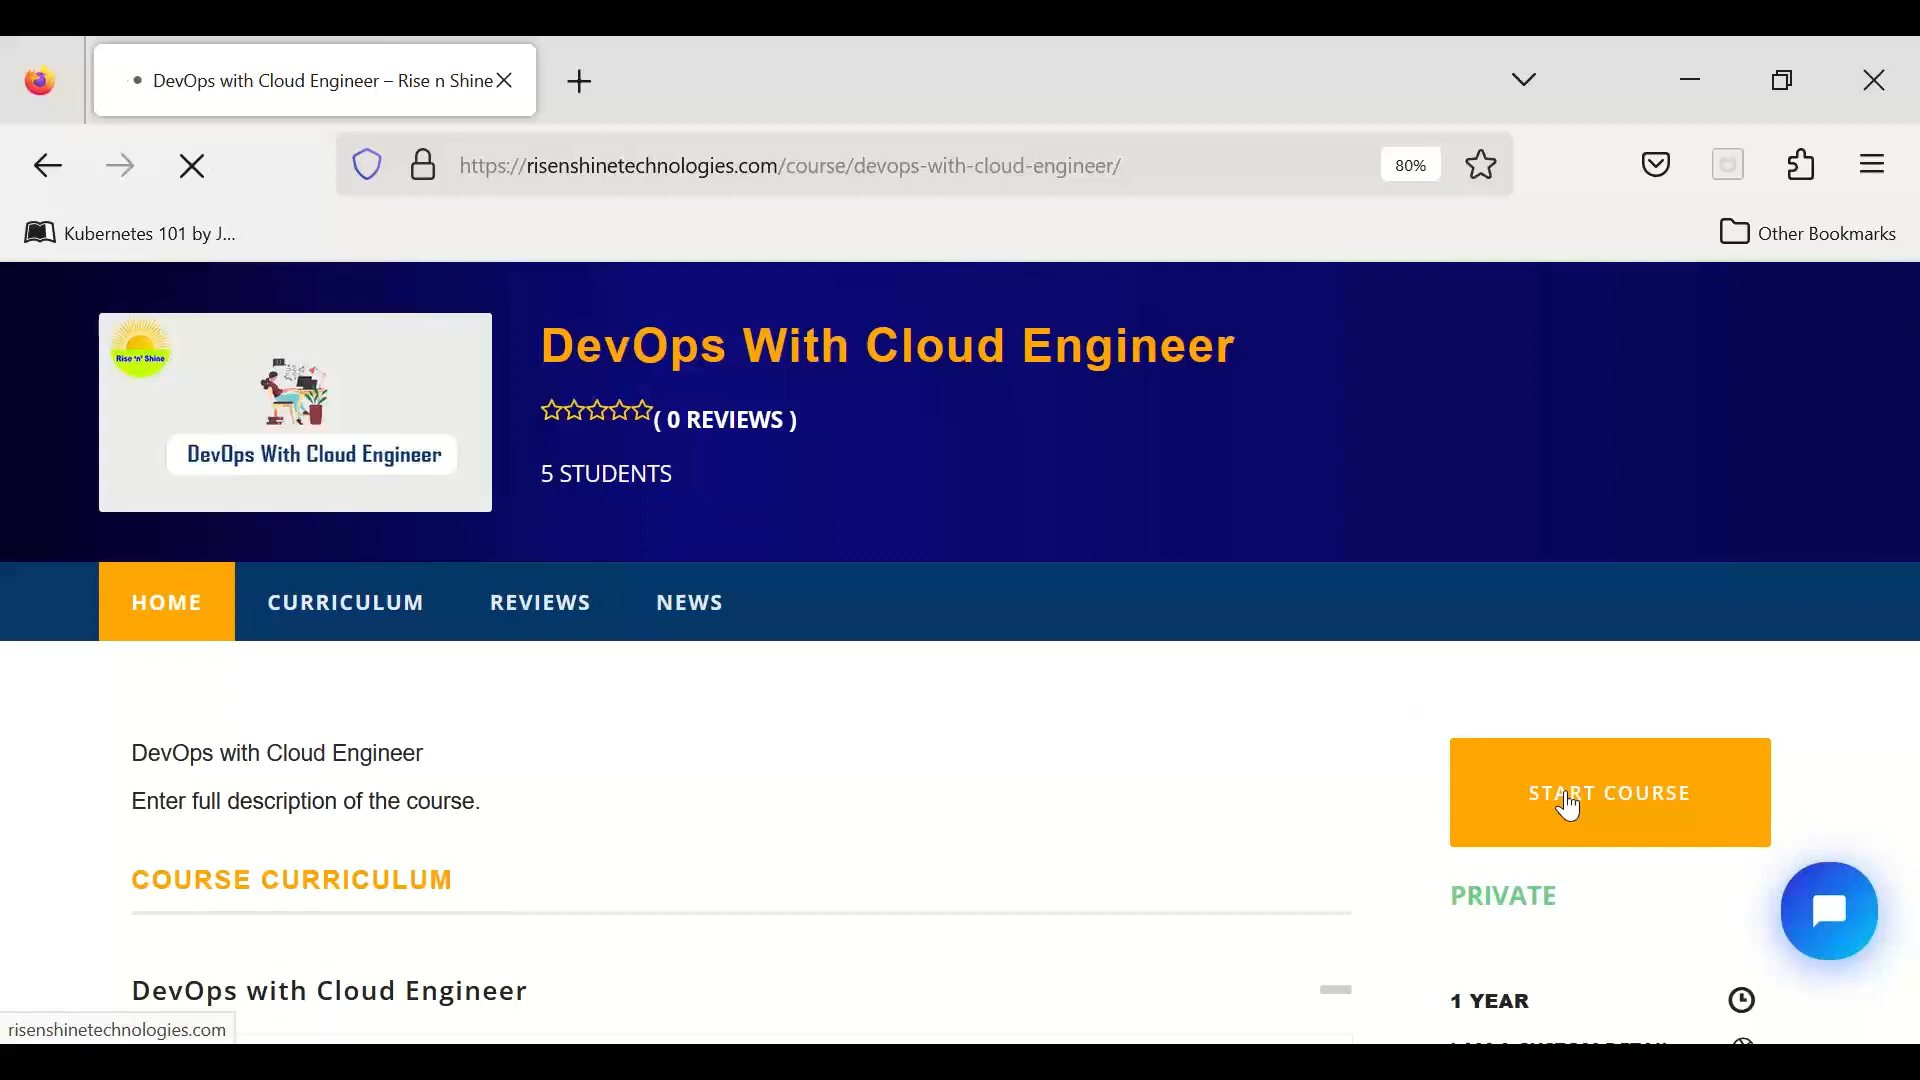 DevOps with Cloud Engineer – Rise n Shine
https://risenshinetechnologies.com/course/devops-with-cloud-engineer/
80%
Kubernetes 101 by J...
Other Bookmarks
Rise 'n' Shine
DevOps With Cloud Engineer
DevOps With Cloud Engineer
( 0 REVIEWS )
5 STUDENTS
HOME
CURRICULUM
REVIEWS
NEWS
DevOps with Cloud Engineer
Enter full description of the course.
START COURSE
COURSE CURRICULUM
PRIVATE
DevOps with Cloud Engineer
1 YEAR
risenshinetechnologies.com